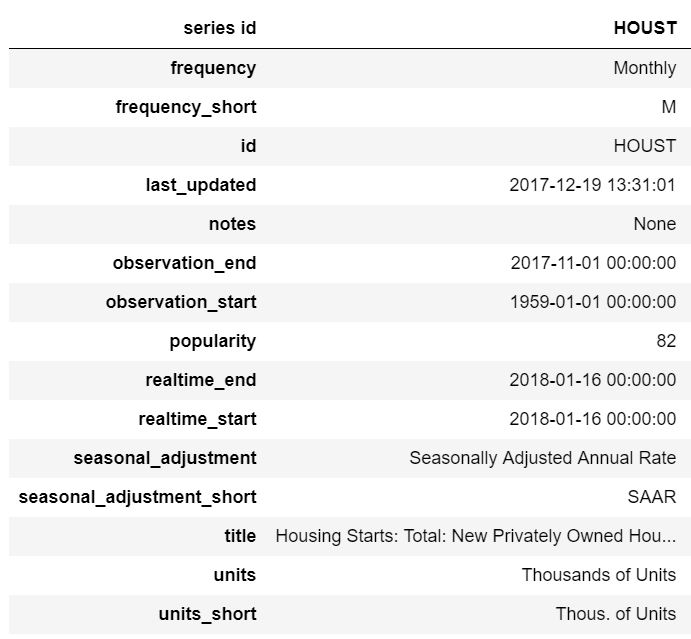 series id HOUST
frequency Monthly
frequency_short M
id HOUST
last_updated 2017-12-19 13:31:01
notes None
observation_end 2017-11-01 00:00:00
observation_start 1959-01-01 00:00:00
popularity 82
realtime_end 2018-01-16 00:00:00
realtime_start 2018-01-16 00:00:00
seasonal_adjustment Seasonally Adjusted Annual Rate
seasonal_adjustment_short SAAR
title Housing Starts: Total: New Privately Owned Hou...
units Thousands of Units
units_short Thous. of Units